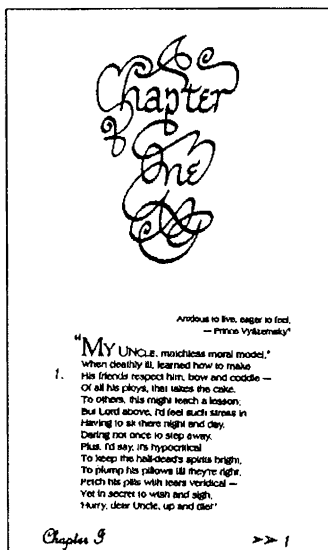 Chapter
One
Anxious to live, eager to feel,
— Prince Vyazemsky*
"MY UNCLE, matchless moral model,*
When deathly ill, learned how to make
1. His friends respect him, bow and coddle —
Of all his ploys, that takes the cake.
To others, this might teach a lesson;
But Lord above, I'd feel such stress in
Having to sit there night and day,
Daring not once to step away.
Plus, I'd say, it's hypocritical
To keep the half-dead's spirits bright,
To plump his pillows till they're right,
Fetch his pills with tears veridical —
Yet in secret to wish and sigh,
'Hurry, dear Uncle, up and die!'
Chapter I
➢➢ 1